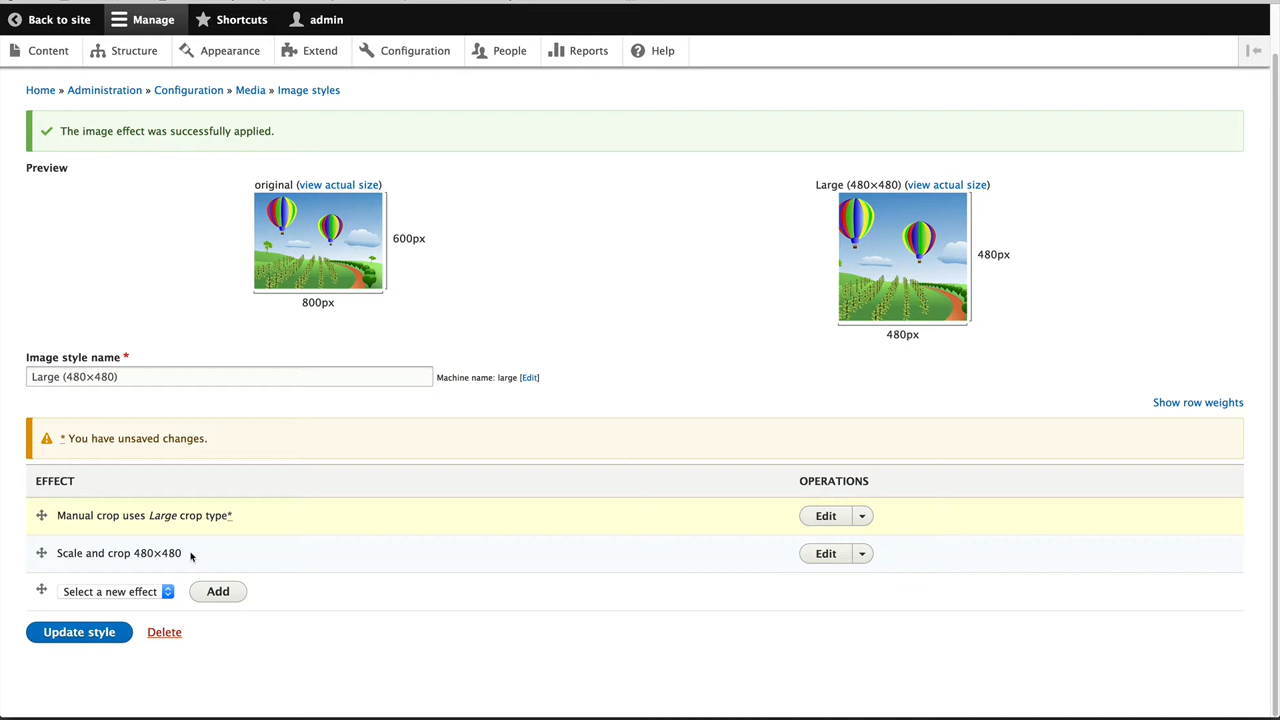 Back to site Manage Shortcuts admin
Content Structure Appearance Extend Configuration People Reports Help
Home » Administration » Configuration » Media » Image styles
The image effect was successfully applied.
Preview
original (view actual size)
600px
800px
Large (480×480) (view actual size)
480px
480px
Image style name *
Large (480×480) Machine name: large [Edit]
Show row weights
* You have unsaved changes.
EFFECT OPERATIONS
Manual crop uses Large crop type* Edit
Scale and crop 480×480 Edit
Select a new effect Add
Update style Delete